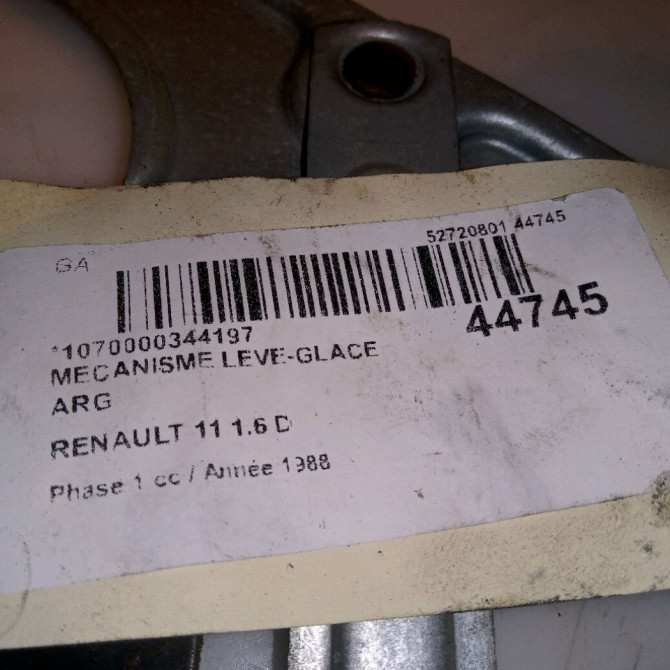 GA
52720801 44745
*1070000344197
44745
MECANISME LEVE-GLACE
ARG
RENAULT 11 1.6 D
Phase 1 cc / Année 1988